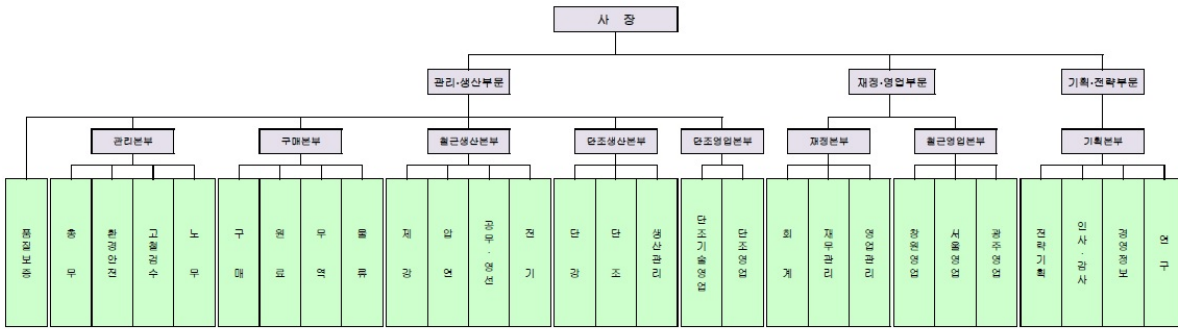 사 장
관리·생산부문
재정·영업부문
기획·전략부문
관리본부
구매본부
철근생산본부
단조생산본부
단조영업본부
재정본부
철근영업본부
기획본부
품질보증
총무
환경안전
고철검수
노무
구매
원료
무역
물류
제강
압연
공무·영선
전기
단강
단조
생산관리
단조기술영업
단조영업
회계
재무관리
영업관리
창원영업
서울영업
광주영업
전략기획
인사·감사
경영정보
연구